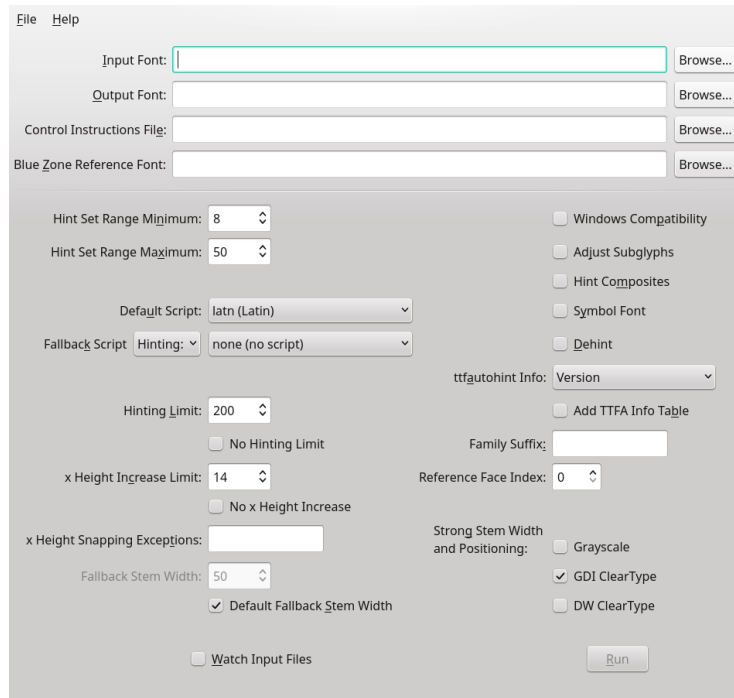 File Help
Input Font: Browse...
Output Font: Browse...
Control Instructions File: Browse...
Blue Zone Reference Font: Browse...
Hint Set Range Minimum: 8 Windows Compatibility
Hint Set Range Maximum: 50 Adjust Subglyphs
Hint Composites
Default Script: latn (Latin) Symbol Font
Fallback Script Hinting: none (no script) Dehint
ttfautohint Info: Version
Hinting Limit: 200 Add TTFA Info Table
No Hinting Limit Family Suffix:
x Height Increase Limit: 14 Reference Face Index: 0
No x Height Increase
x Height Snapping Exceptions: Strong Stem Width
and Positioning: Grayscale
Fallback Stem Width: 50 GDI ClearType
Default Fallback Stem Width DW ClearType
Watch Input Files Run